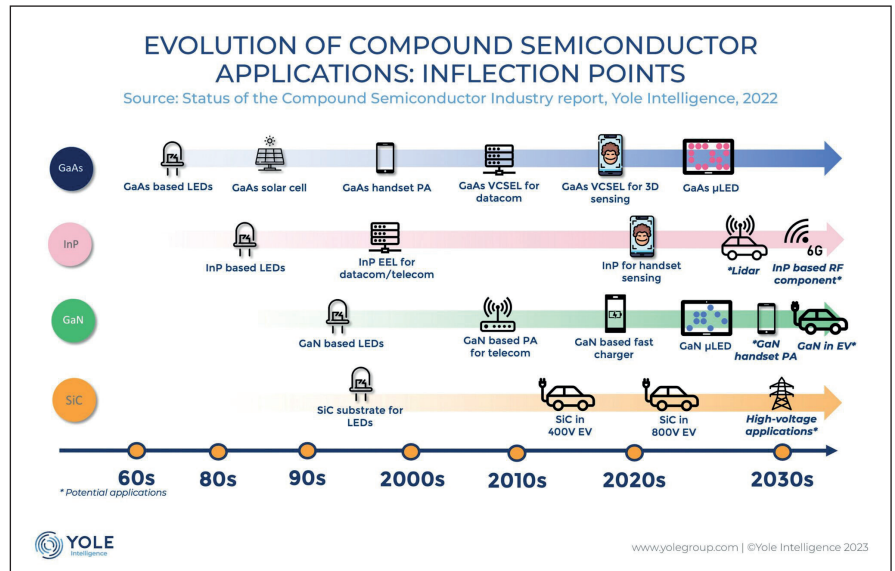 EVOLUTION OF COMPOUND SEMICONDUCTOR
APPLICATIONS: INFLECTION POINTS
Source: Status of the Compound Semiconductor Industry report, Yole Intelligence, 2022
GaAs
GaAs based LEDs
GaAs solar cell
GaAs handset PA
GaAs VCSEL for
datacom
GaAs VCSEL for 3D
sensing
GaAs µLED
InP
InP based LEDs
InP EEL for
datacom/telecom
InP for handset
sensing
*Lidar
6G
InP based RF
component*
GaN
GaN based LEDs
GaN based PA
for telecom
GaN based fast
charger
GaN µLED
*GaN
handset PA
GaN in EV*
SiC
SiC substrate for
LEDs
SiC in
400V EV
SiC in
800V EV
High-voltage
applications*
60s
80s
90s
2000s
2010s
2020s
2030s
* Potential applications
YOLE
Intelligence
www.yolegroup.com | ©Yole Intelligence 2023